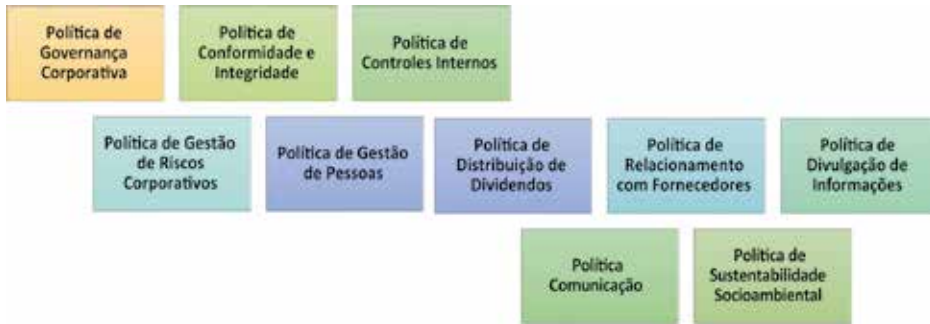 Política de
Governança
Corporativa
Política de
Conformidade e
Integridade
Política de
Controles Internos
Política de Gestão
de Riscos
Corporativos
Política de Gestão
de Pessoas
Política de
Distribuição de
Dividendos
Política de
Relacionamento
com Fornecedores
Política de
Divulgação de
Informações
Política
Comunicação
Política de
Sustentabilidade
Socioambiental